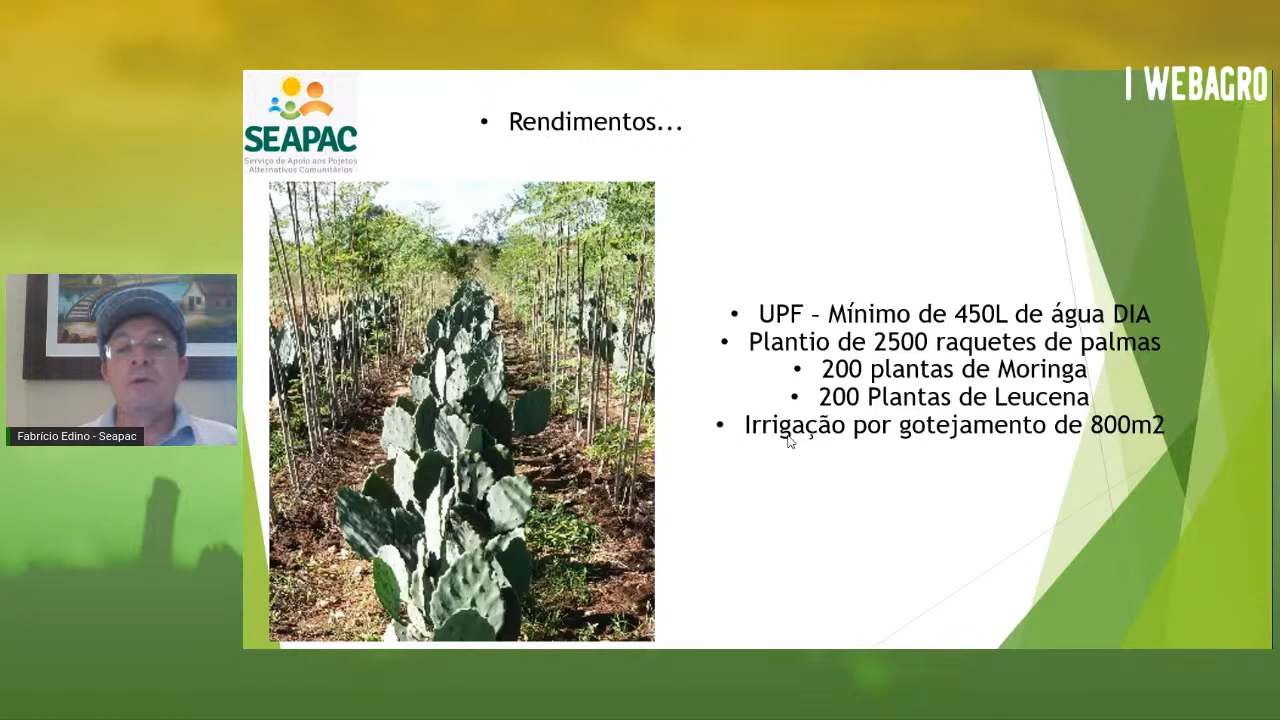 I WEBAGRO
SEAPAC
Serviço de Apoio aos Pojetos
Alternativos Comunitários
• Rendimentos...
• UPF – Mínimo de 450L de água DIA
• Plantio de 2500 raquetes de palmas
• 200 plantas de Moringa
• 200 Plantas de Leucena
• Irrigação por gotejamento de 800m2
Fabrício Edino - Seapac